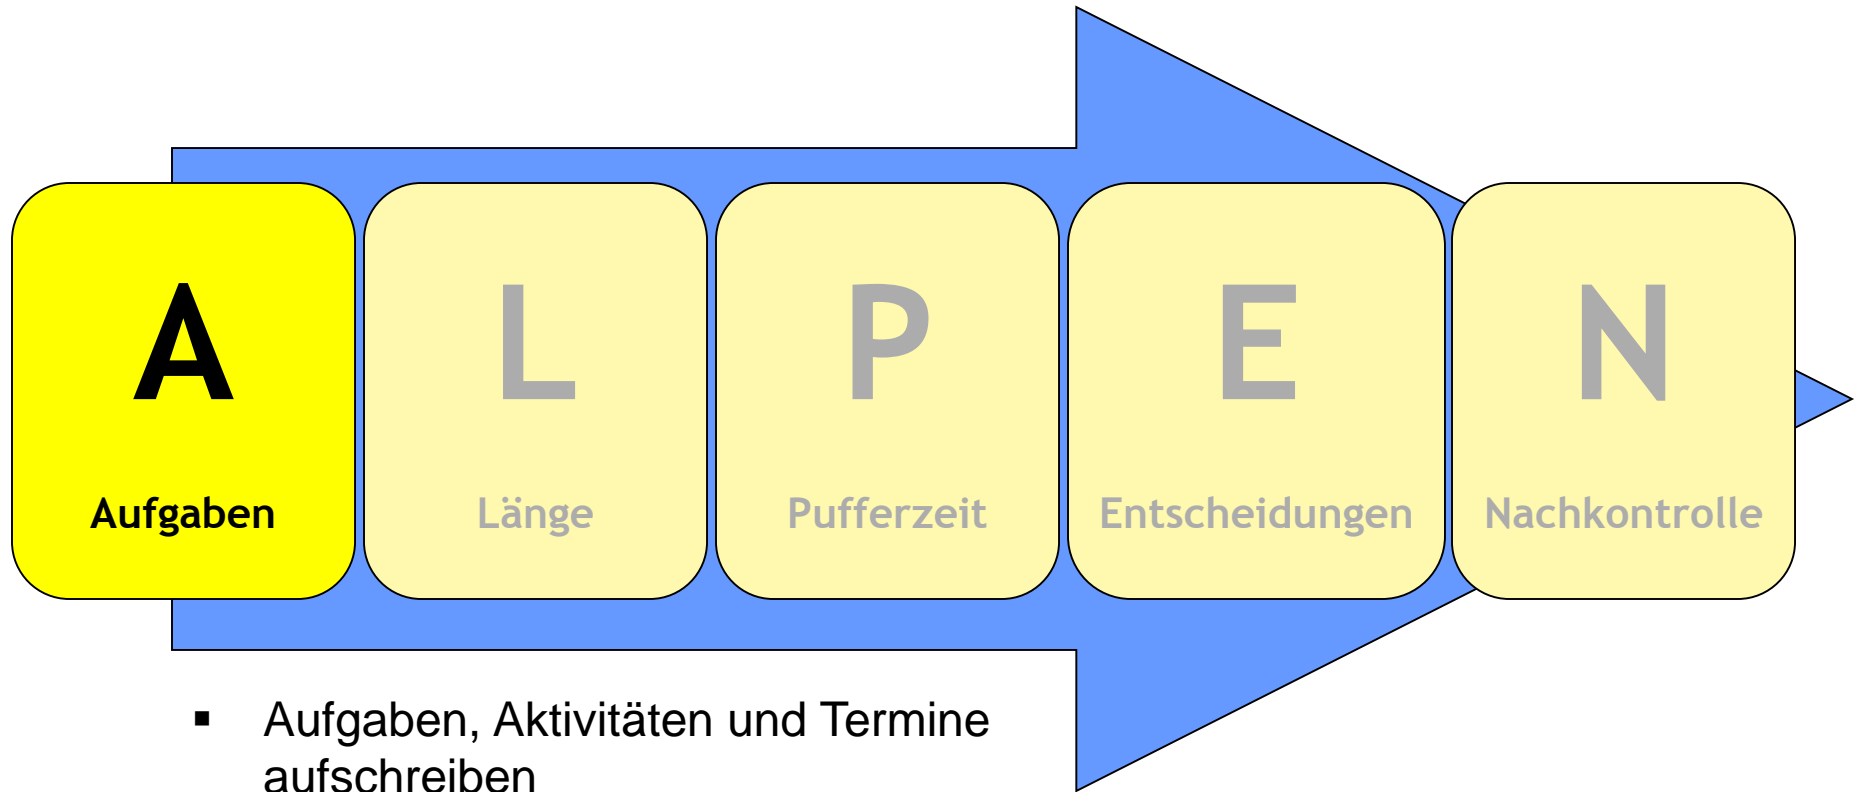 A
L
P
E
N
Aufgaben
Länge
Pufferzeit
Entscheidungen
Nachkontrolle
▪ Aufgaben, Aktivitäten und Termine
aufschreiben